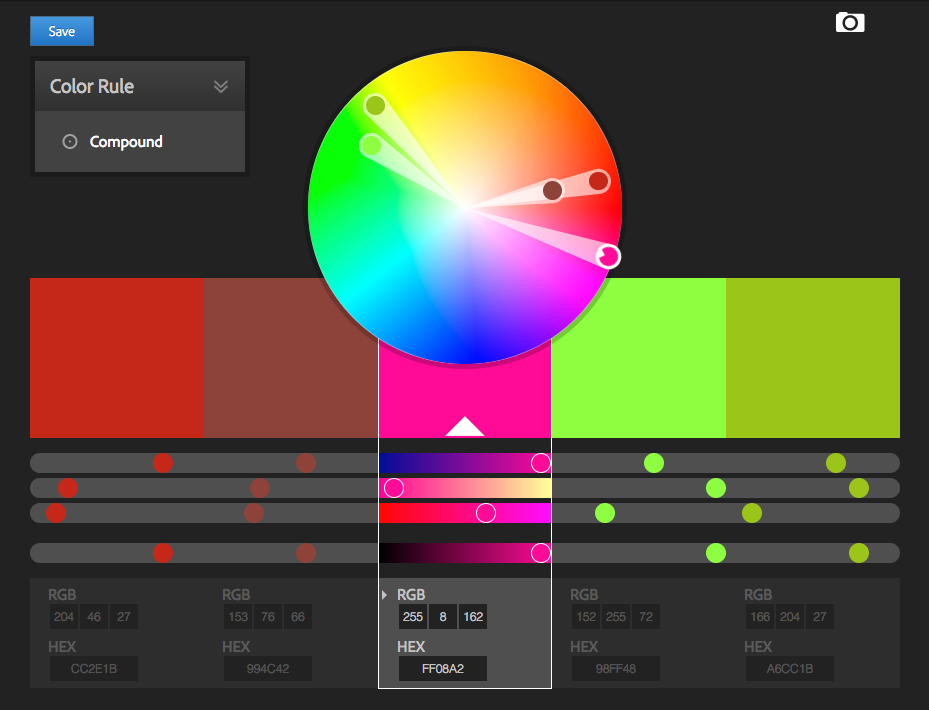 Save
Color Rule
Compound
RGB RGB RGB RGB RGB
204 46 27 153 76 66 255 8 162 152 255 72 166 204 27
HEX HEX HEX HEX HEX
CC2E1B 994C42 FF08A2 98FF48 A6CC1B